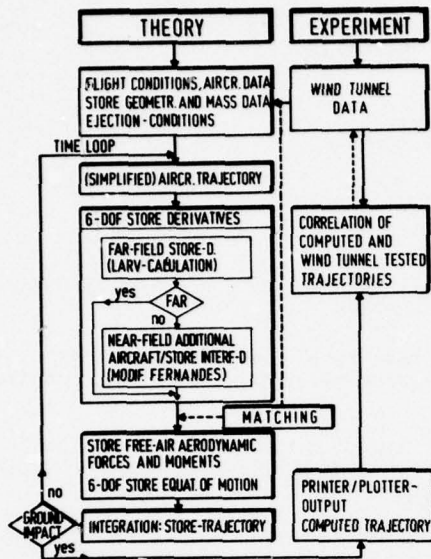 THEORY
EXPERIMENT
FLIGHT CONDITIONS, AIRCR. DATA
STORE GEOMETR. AND MASS DATA
EJECTION-CONDITIONS
WIND TUNNEL
DATA
TIME LOOP
(SIMPLIFIED) AIRCR. TRAJECTORY
6-DOF STORE DERIVATIVES
FAR-FIELD STORE-D.
(LARV-CALULATION)
yes
FAR
no
NEAR-FIELD ADDITIONAL
AIRCRAFT/STORE INTERF-D
(MODIF. FERNANDES)
CORRELATION OF
COMPUTED AND
WIND TUNNEL TESTED
TRAJECTORIES
MATCHING
STORE FREE-AIR AERODYNAMIC
FORCES AND MOMENTS
6-DOF STORE EQUAT. OF MOTION
no
GROUND
IMPACT
yes
INTEGRATION: STORE-TRAJECTORY
PRINTER/PLOTTER-
OUTPUT
COMPUTED TRAJECTORY